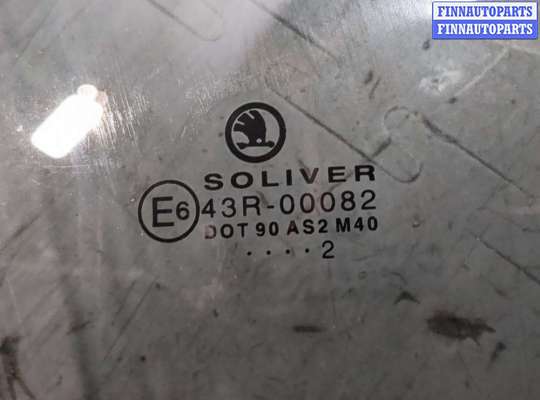 FINNAUTOPARTS
FINNAUTOPARTS
SOLIVER
E6 43R-00082
DOT 90 AS2 M40
. . . . 2